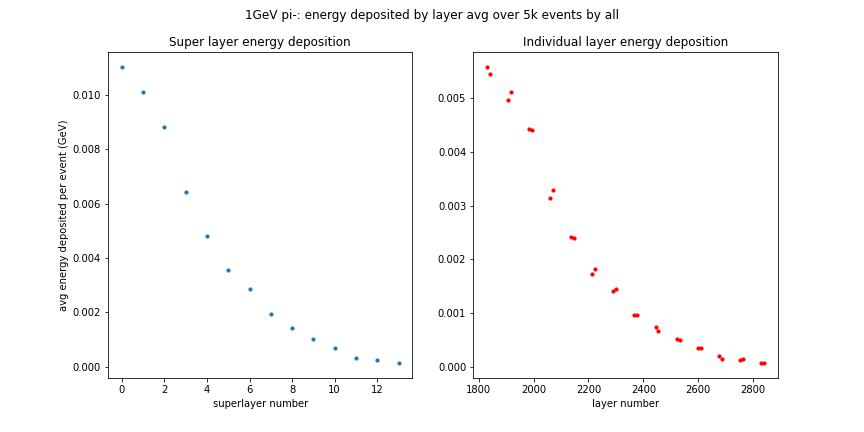 1GeV pi-: energy deposited by layer avg over 5k events by all
Super layer energy deposition
avg energy deposited per event (GeV)
0.010
0.008
0.006
0.004
0.002
0.000
0 2 4 6 8 10 12
superlayer number
Individual layer energy deposition
0.005
0.004
0.003
0.002
0.001
0.000
1800 2000 2200 2400 2600 2800
layer number